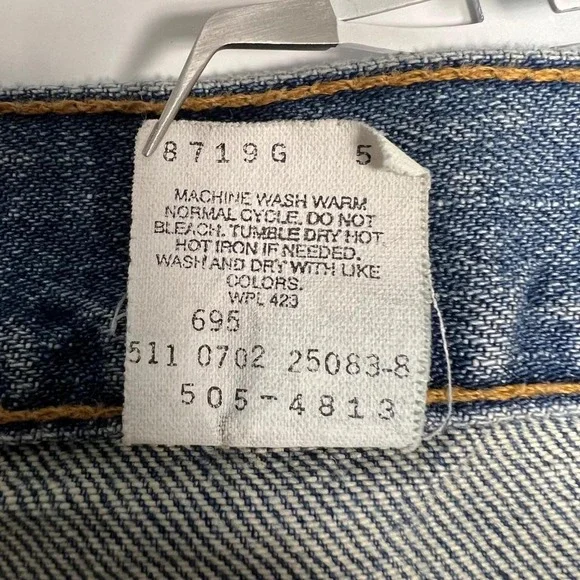 8719G 5
MACHINE WASH WARM
NORMAL CYCLE. DO NOT
BLEACH. TUMBLE DRY HOT.
HOT IRON IF NEEDED.
WASH AND DRY WITH LIKE
COLORS.
WPL 423
695
511 0702 25083-8
505-4813